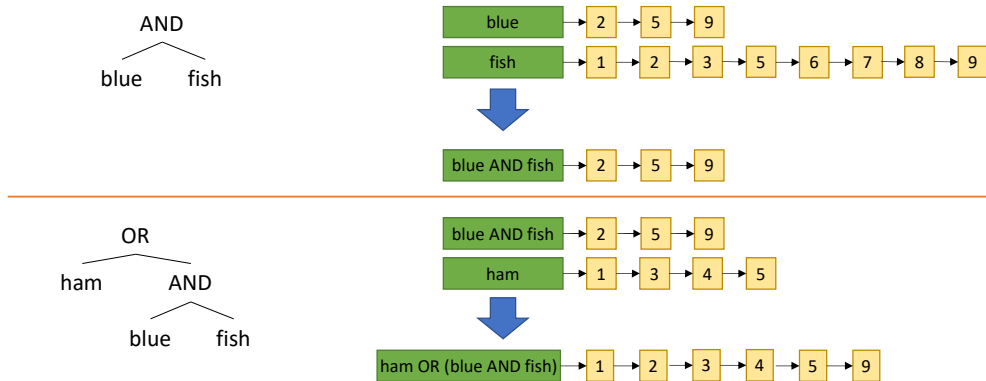 AND
blue fish
blue 2 5 9
fish 1 2 3 5 6 7 8 9
blue AND fish 2 5 9
OR
ham AND
blue fish
blue AND fish 2 5 9
ham 1 3 4 5
ham OR (blue AND fish) 1 2 3 4 5 9